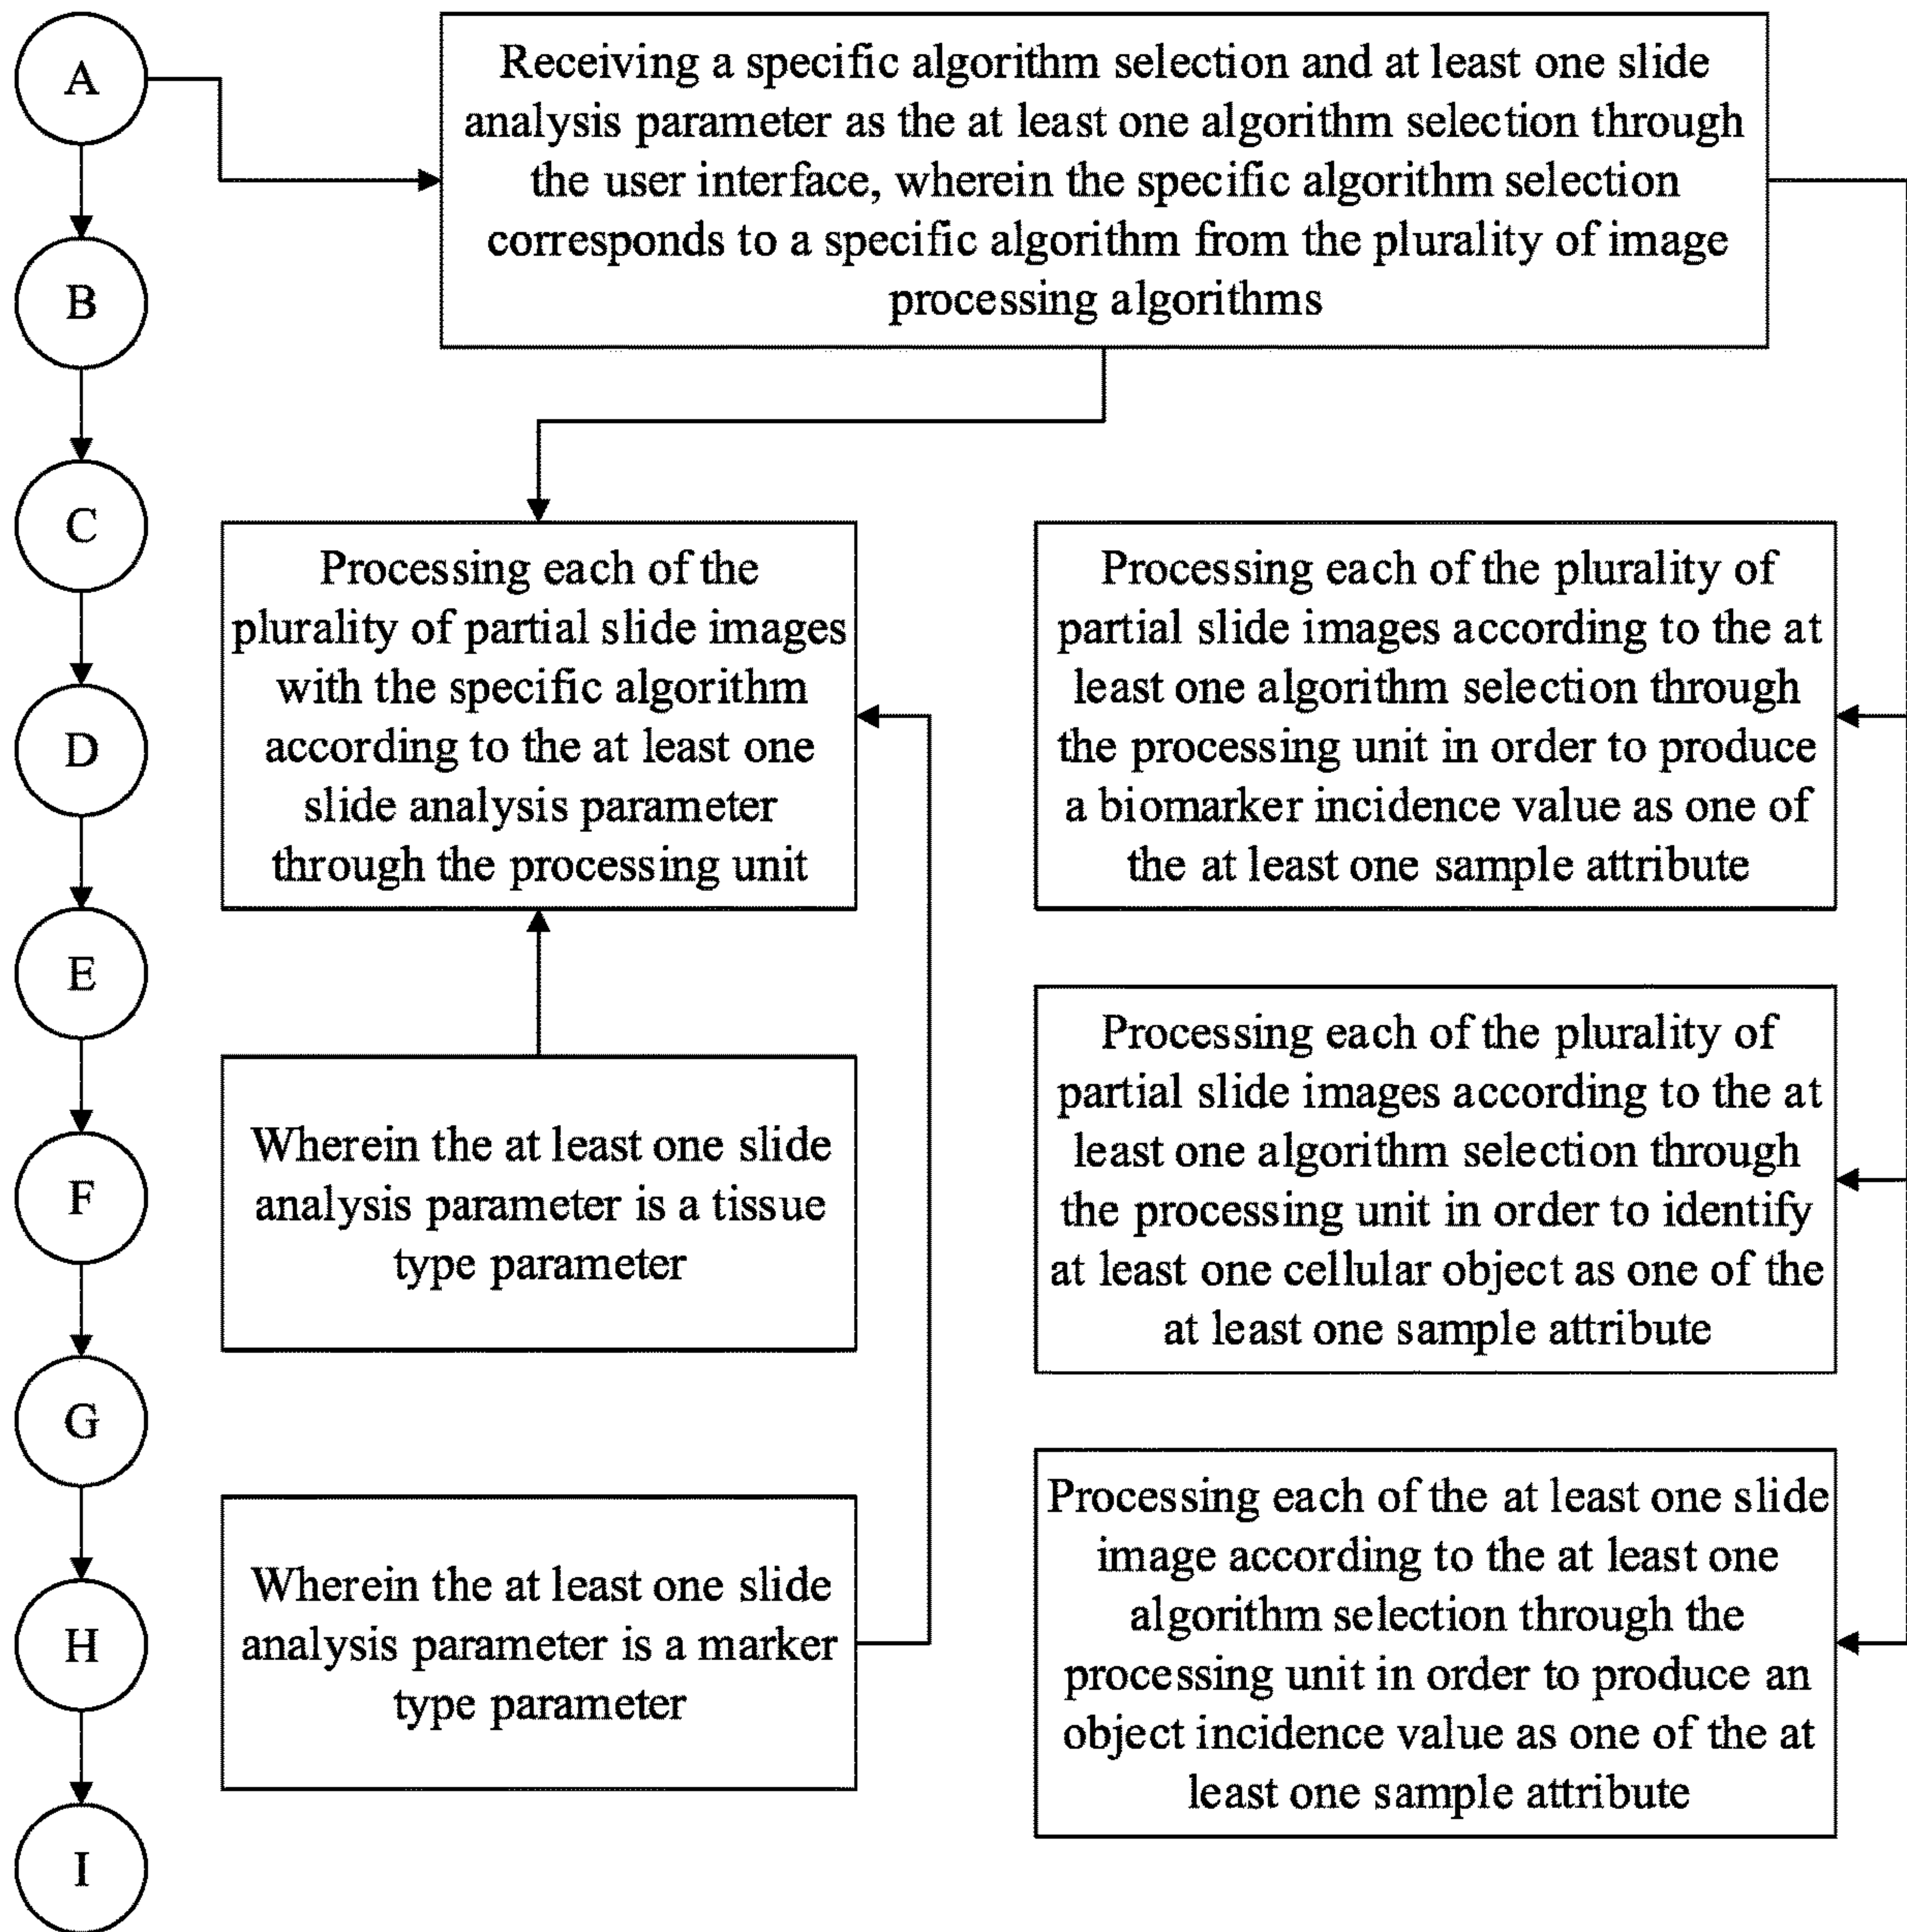 A
Receiving a specific algorithm selection and at least one slide
analysis parameter as the at least one algorithm selection through
the user interface, wherein the specific algorithm selection
corresponds to a specific algorithm from the plurality of image
processing algorithms
B
C
Processing each of the
plurality of partial slide images
with the specific algorithm
according to the at least one
slide analysis parameter
through the processing unit
Processing each of the plurality of
partial slide images according to the at
least one algorithm selection through
the processing unit in order to produce
a biomarker incidence value as one of
the at least one sample attribute
D
E
Wherein the at least one slide
analysis parameter is a tissue
type parameter
Processing each of the plurality of
partial slide images according to the at
least one algorithm selection through
the processing unit in order to identify
at least one cellular object as one of the
at least one sample attribute
F
G
Wherein the at least one slide
analysis parameter is a marker
type parameter
Processing each of the at least one slide
image according to the at least one
algorithm selection through the
processing unit in order to produce an
object incidence value as one of the at
least one sample attribute
H
I